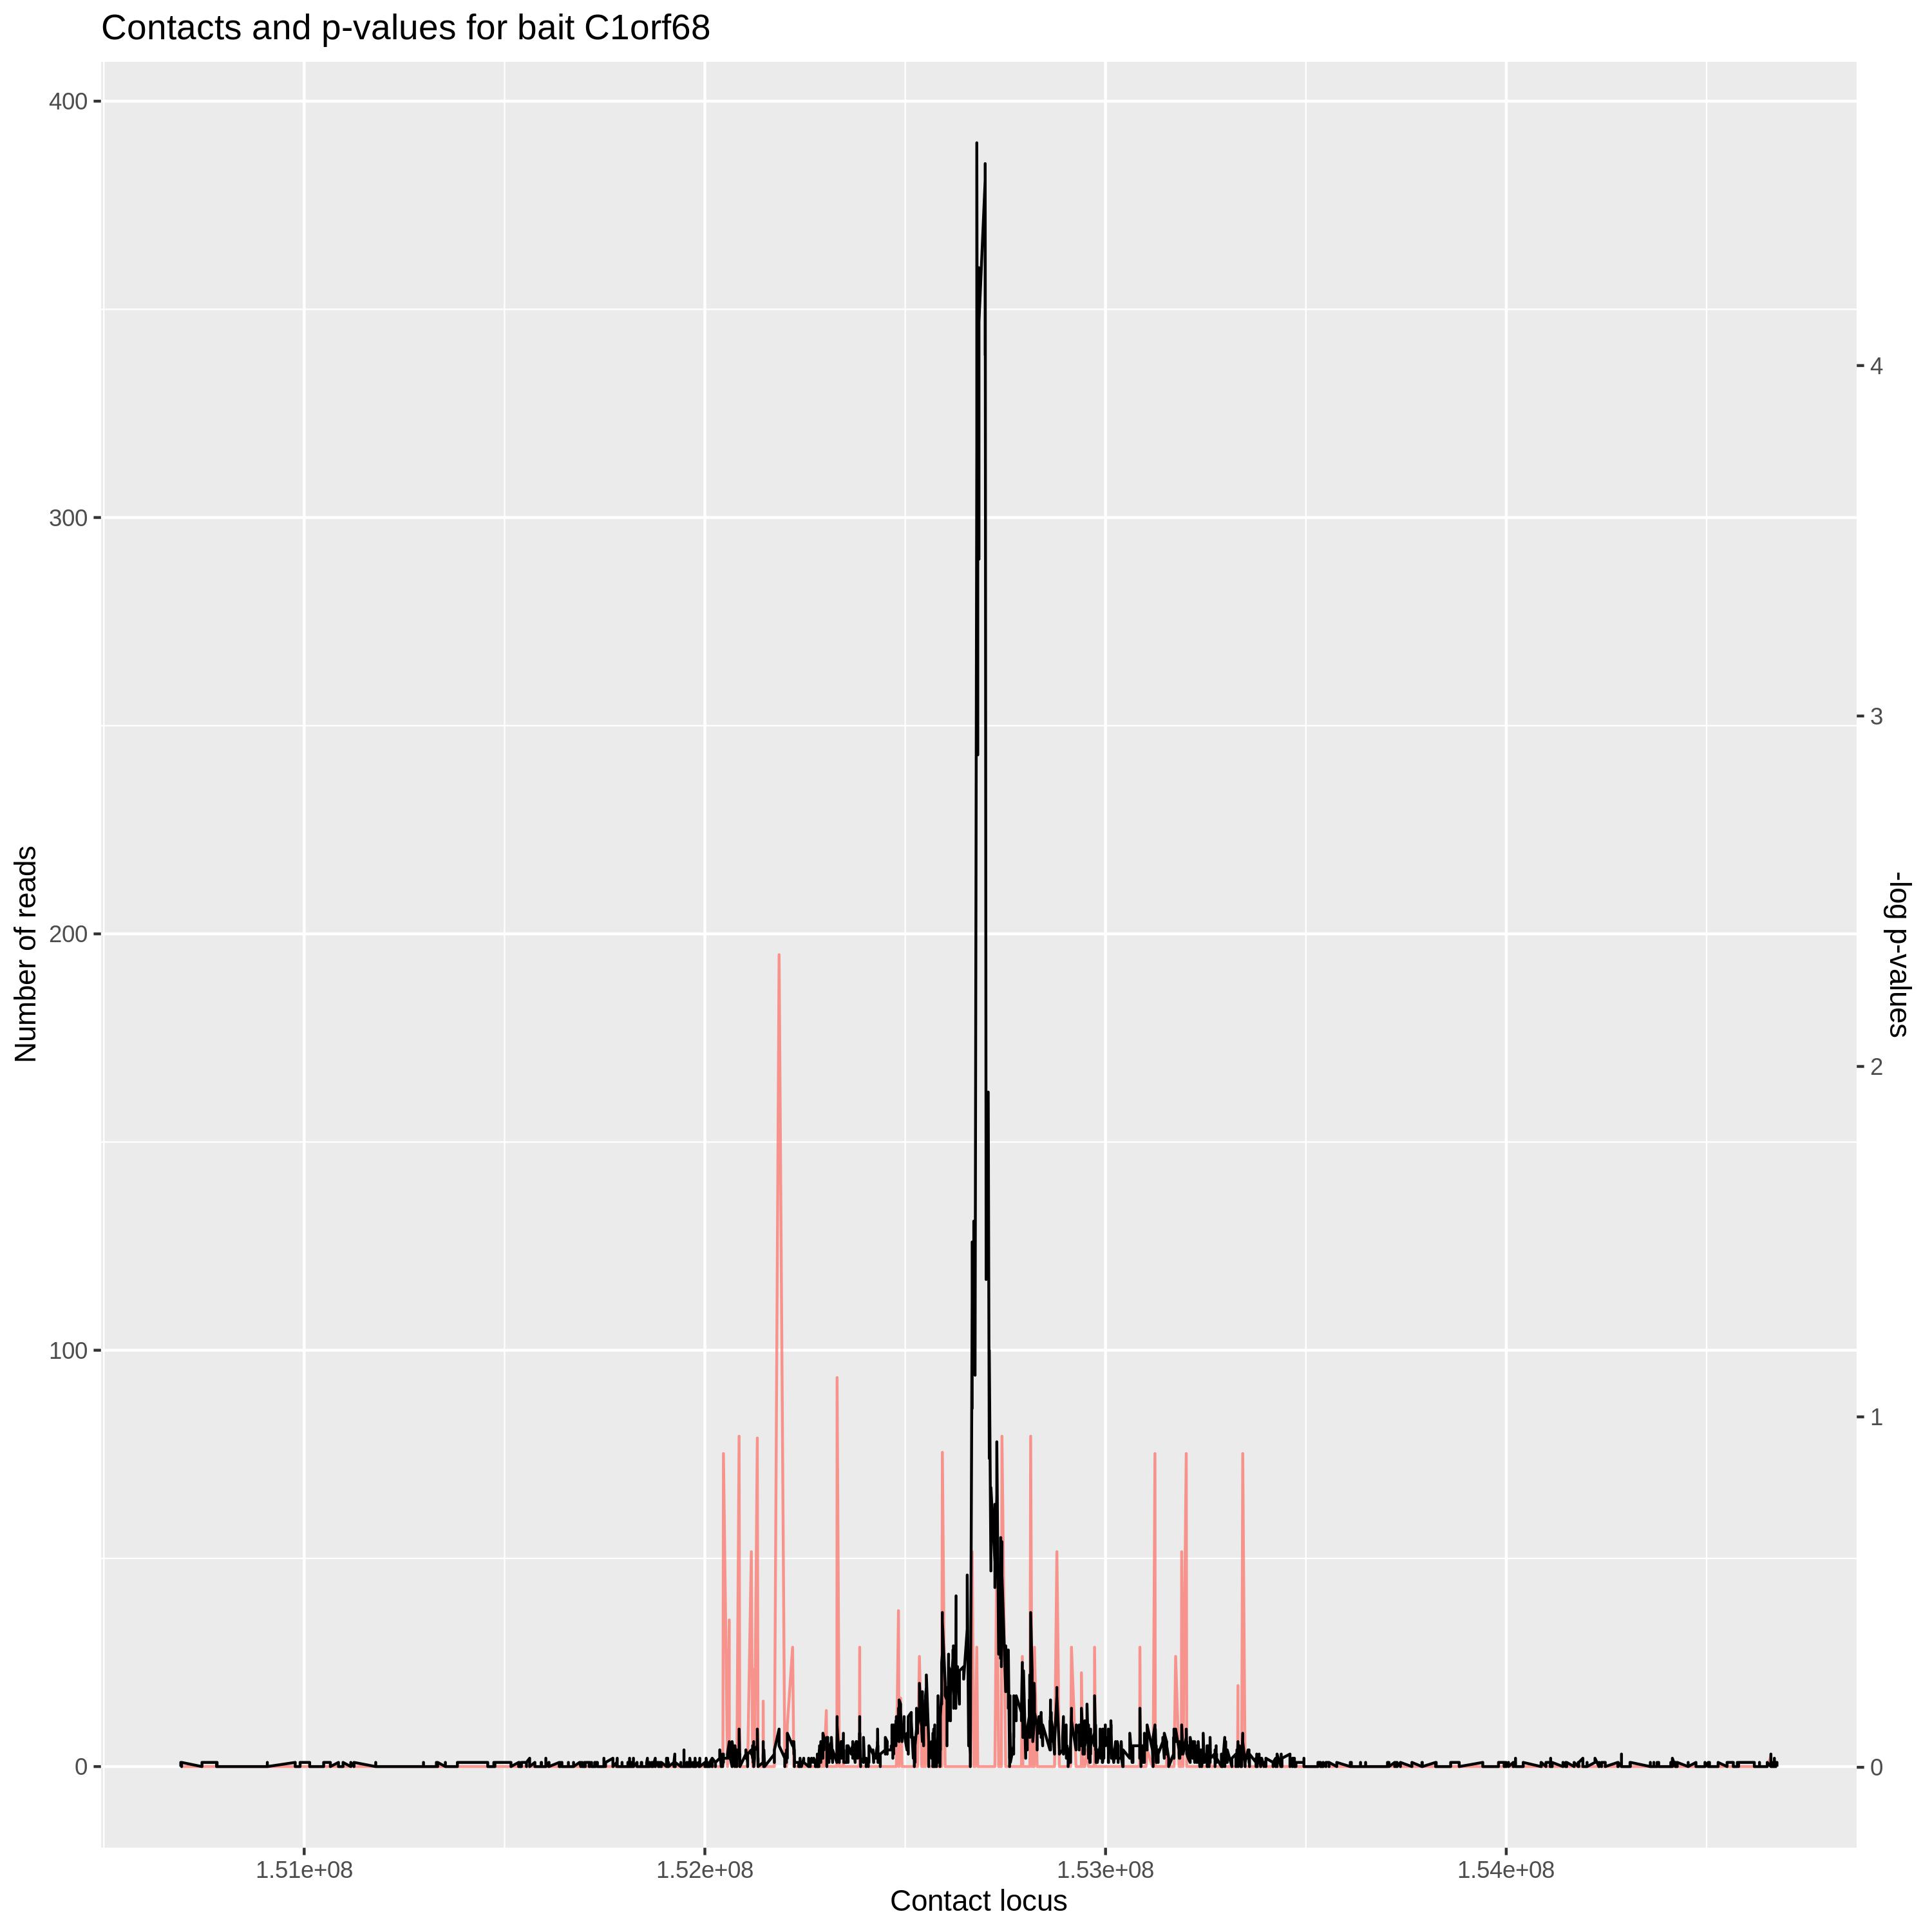 Contacts and p-values for bait C1orf68
400
300
200
100
0
Number of reads
4
3
2
1
0
-log p-values
1.51e+08
1.52e+08
1.53e+08
1.54e+08
Contact locus